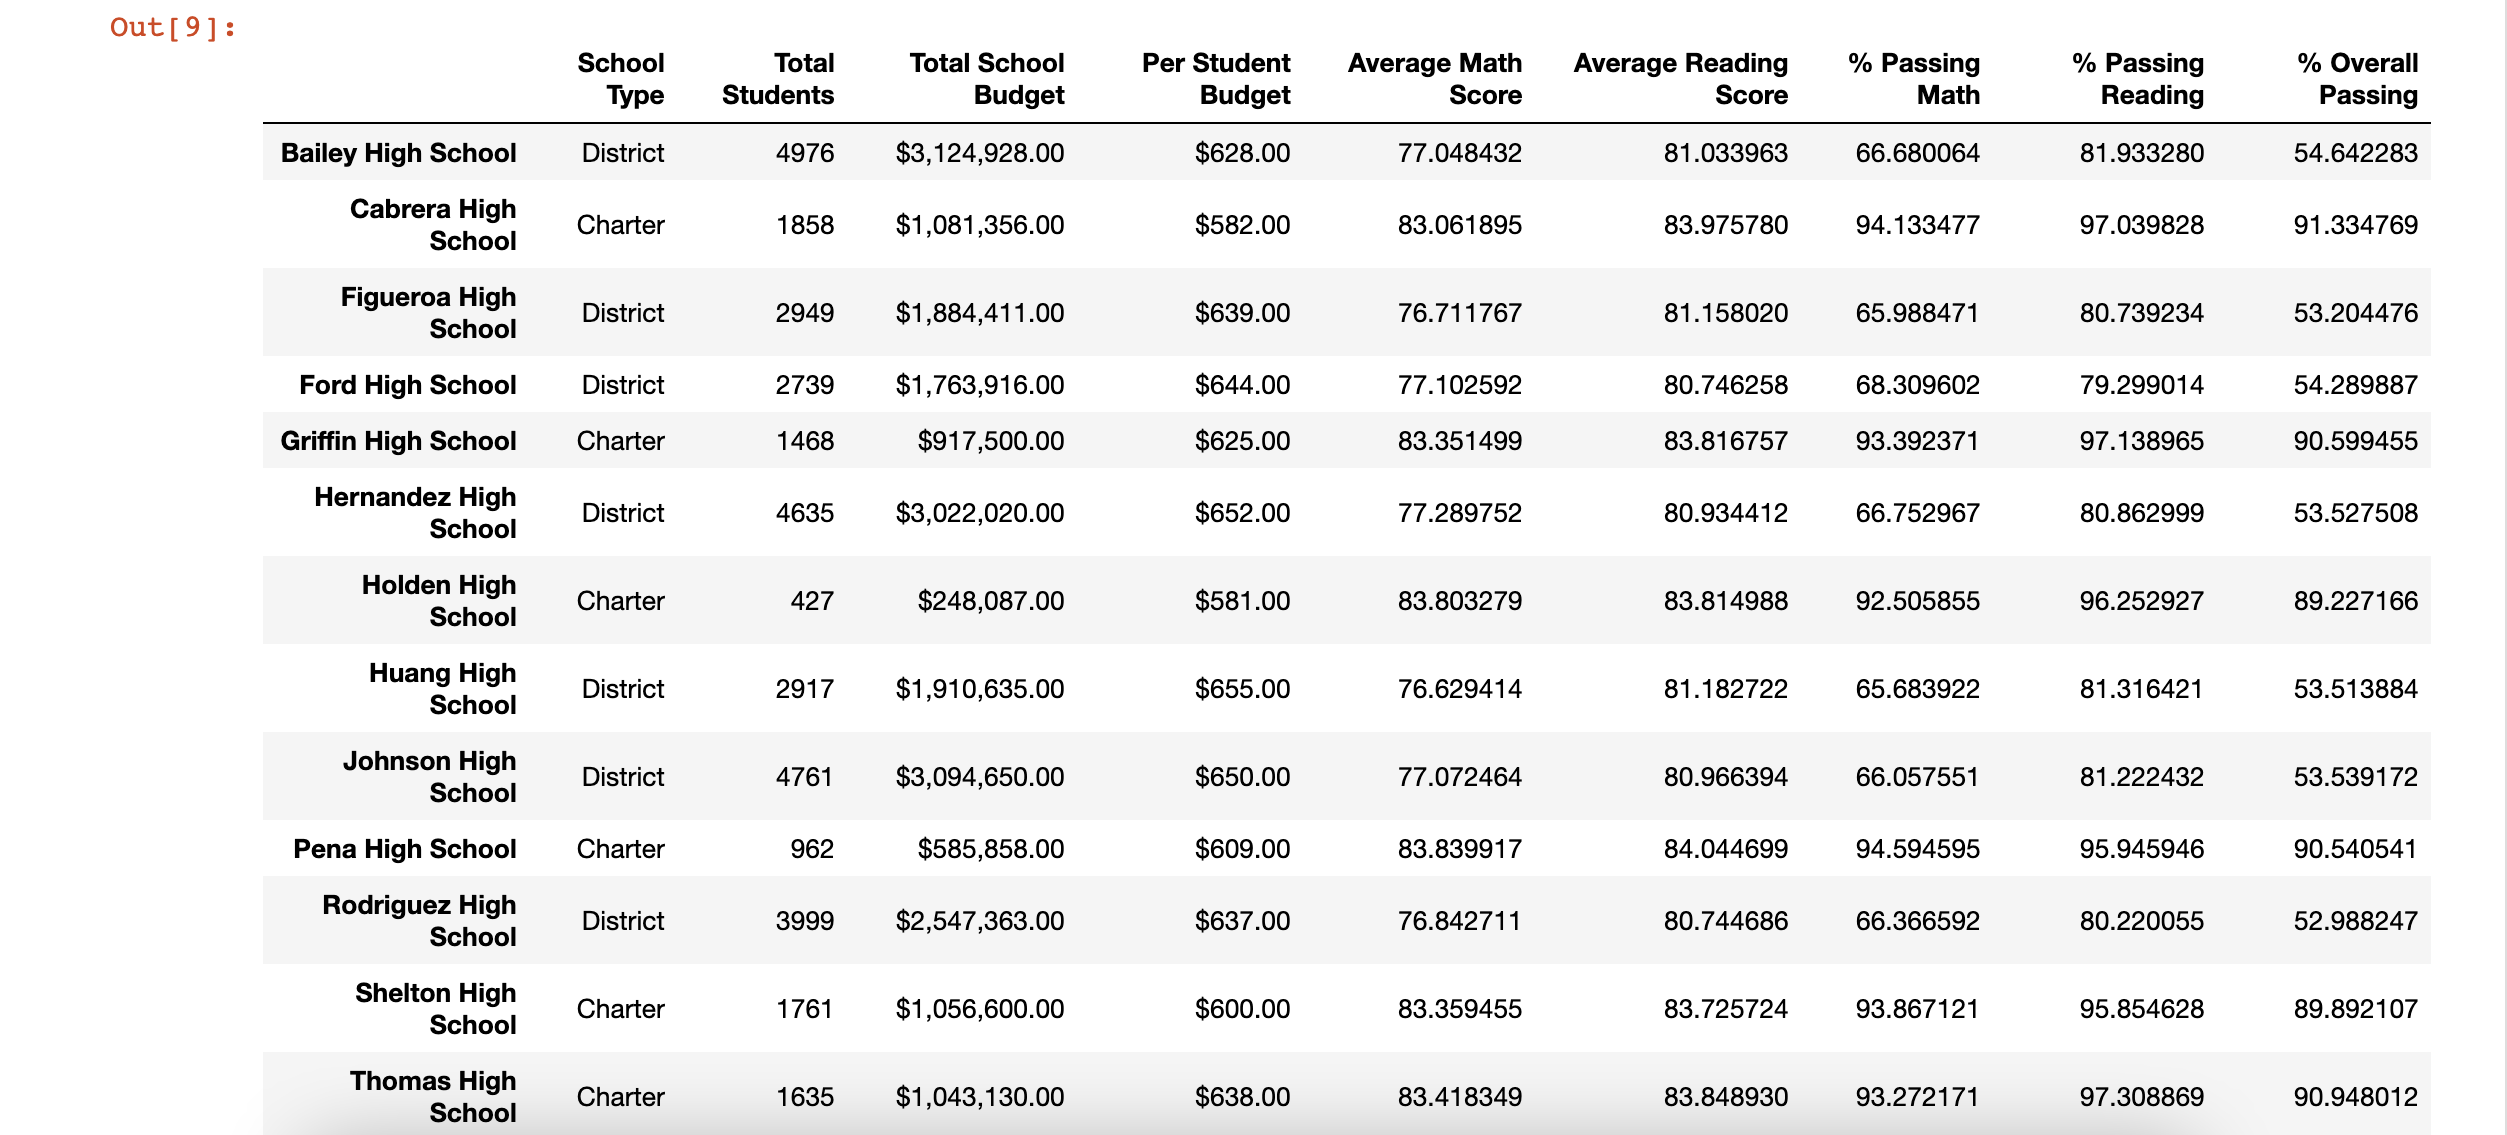 Out[9]:
School Type Total Students Total School Budget Per Student Budget Average Math Score Average Reading Score % Passing Math % Passing Reading % Overall Passing
Bailey High School District 4976 $3,124,928.00 $628.00 77.048432 81.033963 66.680064 81.933280 54.642283
Cabrera High School Charter 1858 $1,081,356.00 $582.00 83.061895 83.975780 94.133477 97.039828 91.334769
Figueroa High School District 2949 $1,884,411.00 $639.00 76.711767 81.158020 65.988471 80.739234 53.204476
Ford High School District 2739 $1,763,916.00 $644.00 77.102592 80.746258 68.309602 79.299014 54.289887
Griffin High School Charter 1468 $917,500.00 $625.00 83.351499 83.816757 93.392371 97.138965 90.599455
Hernandez High School District 4635 $3,022,020.00 $652.00 77.289752 80.934412 66.752967 80.862999 53.527508
Holden High School Charter 427 $248,087.00 $581.00 83.803279 83.814988 92.505855 96.252927 89.227166
Huang High School District 2917 $1,910,635.00 $655.00 76.629414 81.182722 65.683922 81.316421 53.513884
Johnson High School District 4761 $3,094,650.00 $650.00 77.072464 80.966394 66.057551 81.222432 53.539172
Pena High School Charter 962 $585,858.00 $609.00 83.839917 84.044699 94.594595 95.945946 90.540541
Rodriguez High School District 3999 $2,547,363.00 $637.00 76.842711 80.744686 66.366592 80.220055 52.988247
Shelton High School Charter 1761 $1,056,600.00 $600.00 83.359455 83.725724 93.867121 95.854628 89.892107
Thomas High School Charter 1635 $1,043,130.00 $638.00 83.418349 83.848930 93.272171 97.308869 90.948012